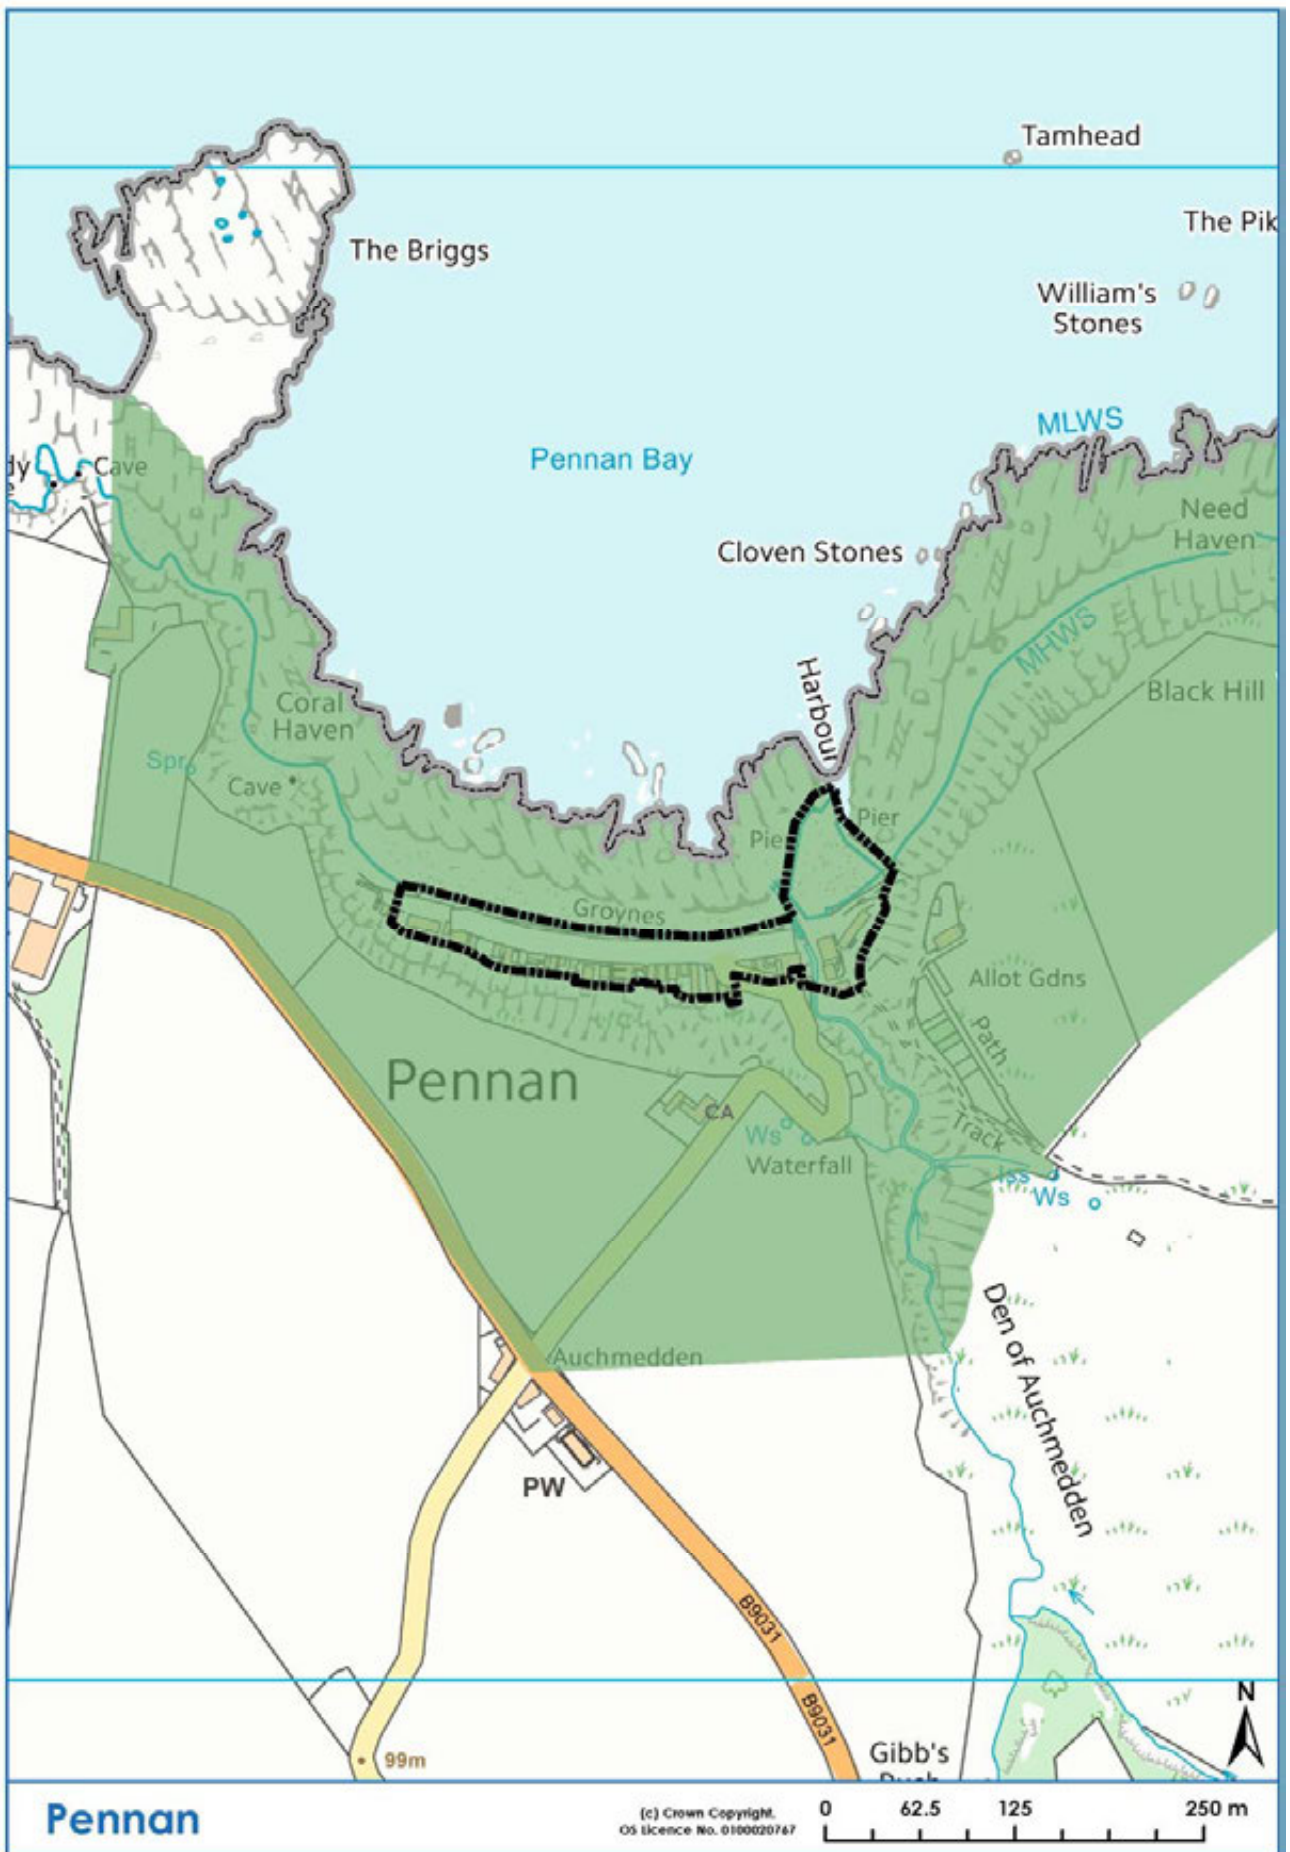 Tamhead
The Pik
The Briggs
William's
Stones
MLWS
Pennan Bay
dy
Cave
Need
Haven
Cloven Stones
MHWS
Harbour
Black Hill
Coral
Haven
Spr
Cave
Pier
Pie
Groynes
Allot Gdns
Path
Pennan
CA
Ws
Track
Waterfall
Iss
Ws
Den of Auchmedden
Auchmedden
PW
B9031
B9031
N
99m
Gibb's
Pennan
(c) Crown Copyright.
OS Licence No. 0100020767
0 62.5 125 250 m